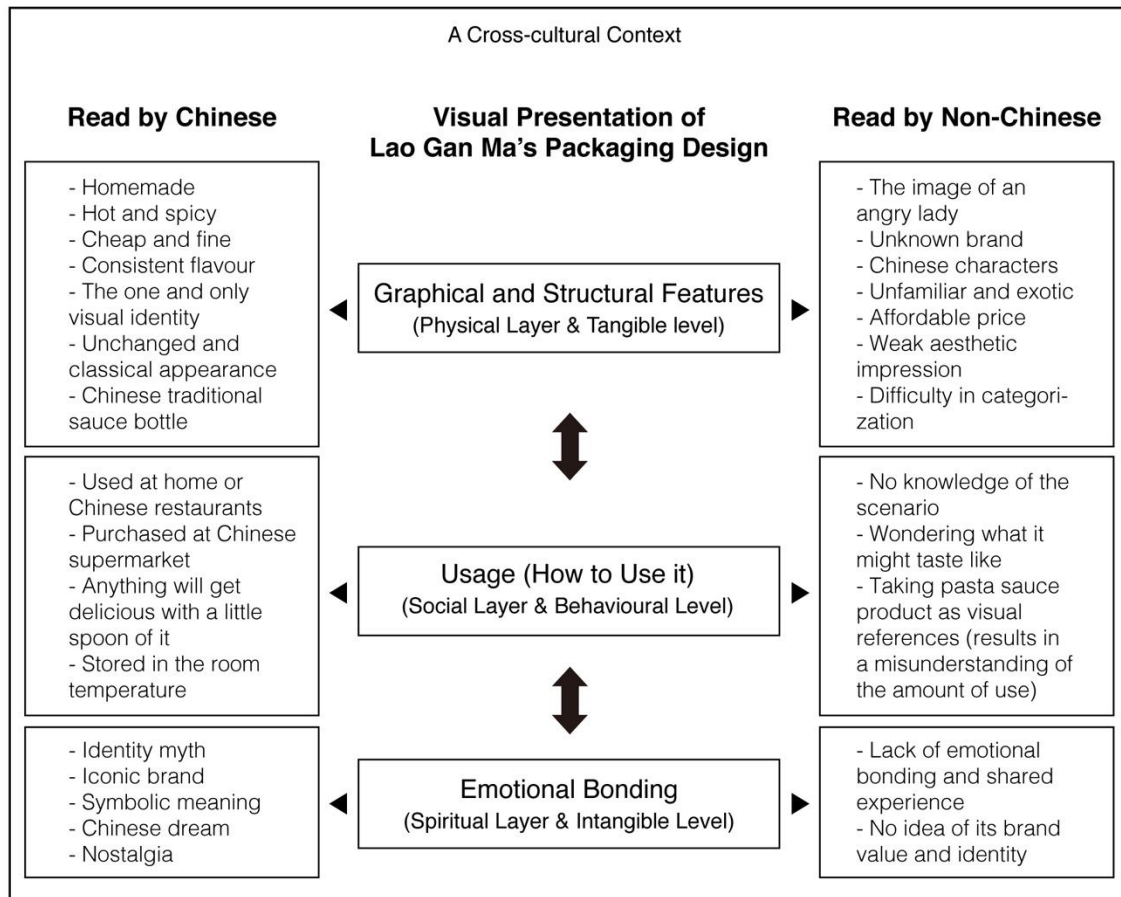 A Cross-cultural Context
Read by Chinese
Visual Presentation of
Lao Gan Ma's Packaging Design
Read by Non-Chinese
- Homemade
- Hot and spicy
- Cheap and fine
- Consistent flavour
- The one and only
visual identity
- Unchanged and
classical appearance
- Chinese traditional
sauce bottle
Graphical and Structural Features
(Physical Layer & Tangible level)
- The image of an
angry lady
- Unknown brand
- Chinese characters
- Unfamiliar and exotic
- Affordable price
- Weak aesthetic
impression
- Difficulty in categori-
zation
- Used at home or
Chinese restaurants
- Purchased at Chinese
supermarket
- Anything will get
delicious with a little
spoon of it
- Stored in the room
temperature
Usage (How to Use it)
(Social Layer & Behavioural Level)
- No knowledge of the
scenario
- Wondering what it
might taste like
- Taking pasta sauce
product as visual
references (results in
a misunderstanding of
the amount of use)
- Identity myth
- Iconic brand
- Symbolic meaning
- Chinese dream
- Nostalgia
Emotional Bonding
(Spiritual Layer & Intangible Level)
- Lack of emotional
bonding and shared
experience
- No idea of its brand
value and identity